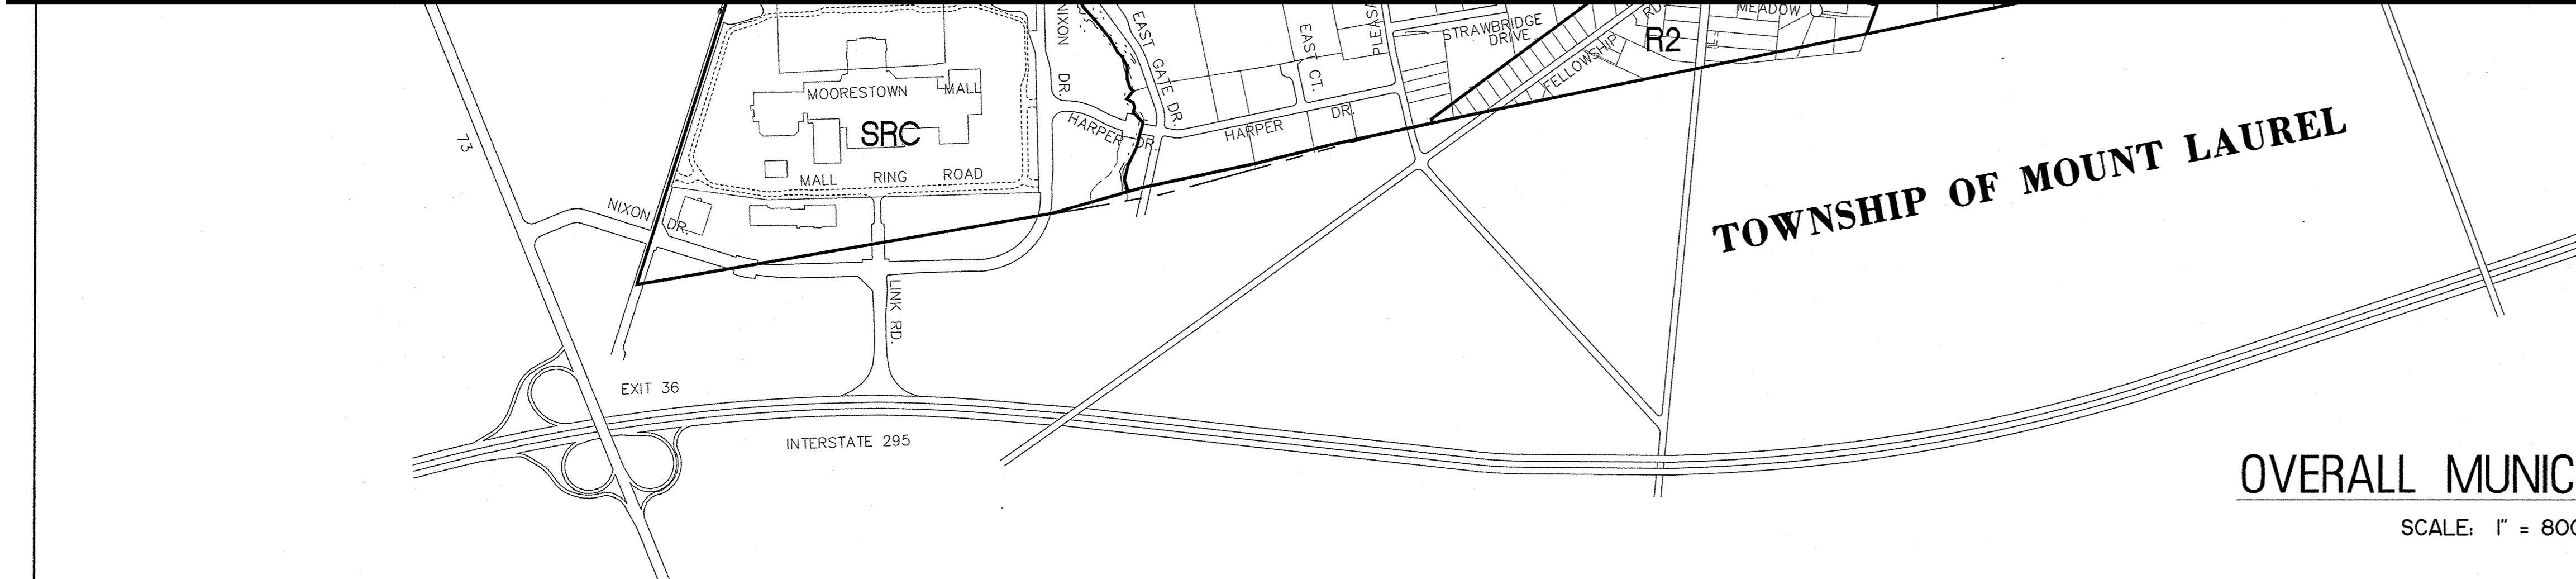 NIXON
DR.
EAST GATE DR.
EAST CT.
STRAWBRIDGE
DRIVE
FELLOWSHIP
R2
MEADOW
MOORESTOWN MALL
SRC
MALL RING ROAD
HARPER DR.
HARPER DR.
73
NIXON
DR.
LINK RD.
TOWNSHIP OF MOUNT LAUREL
EXIT 36
INTERSTATE 295
OVERALL MUNIC
SCALE: 1" = 800